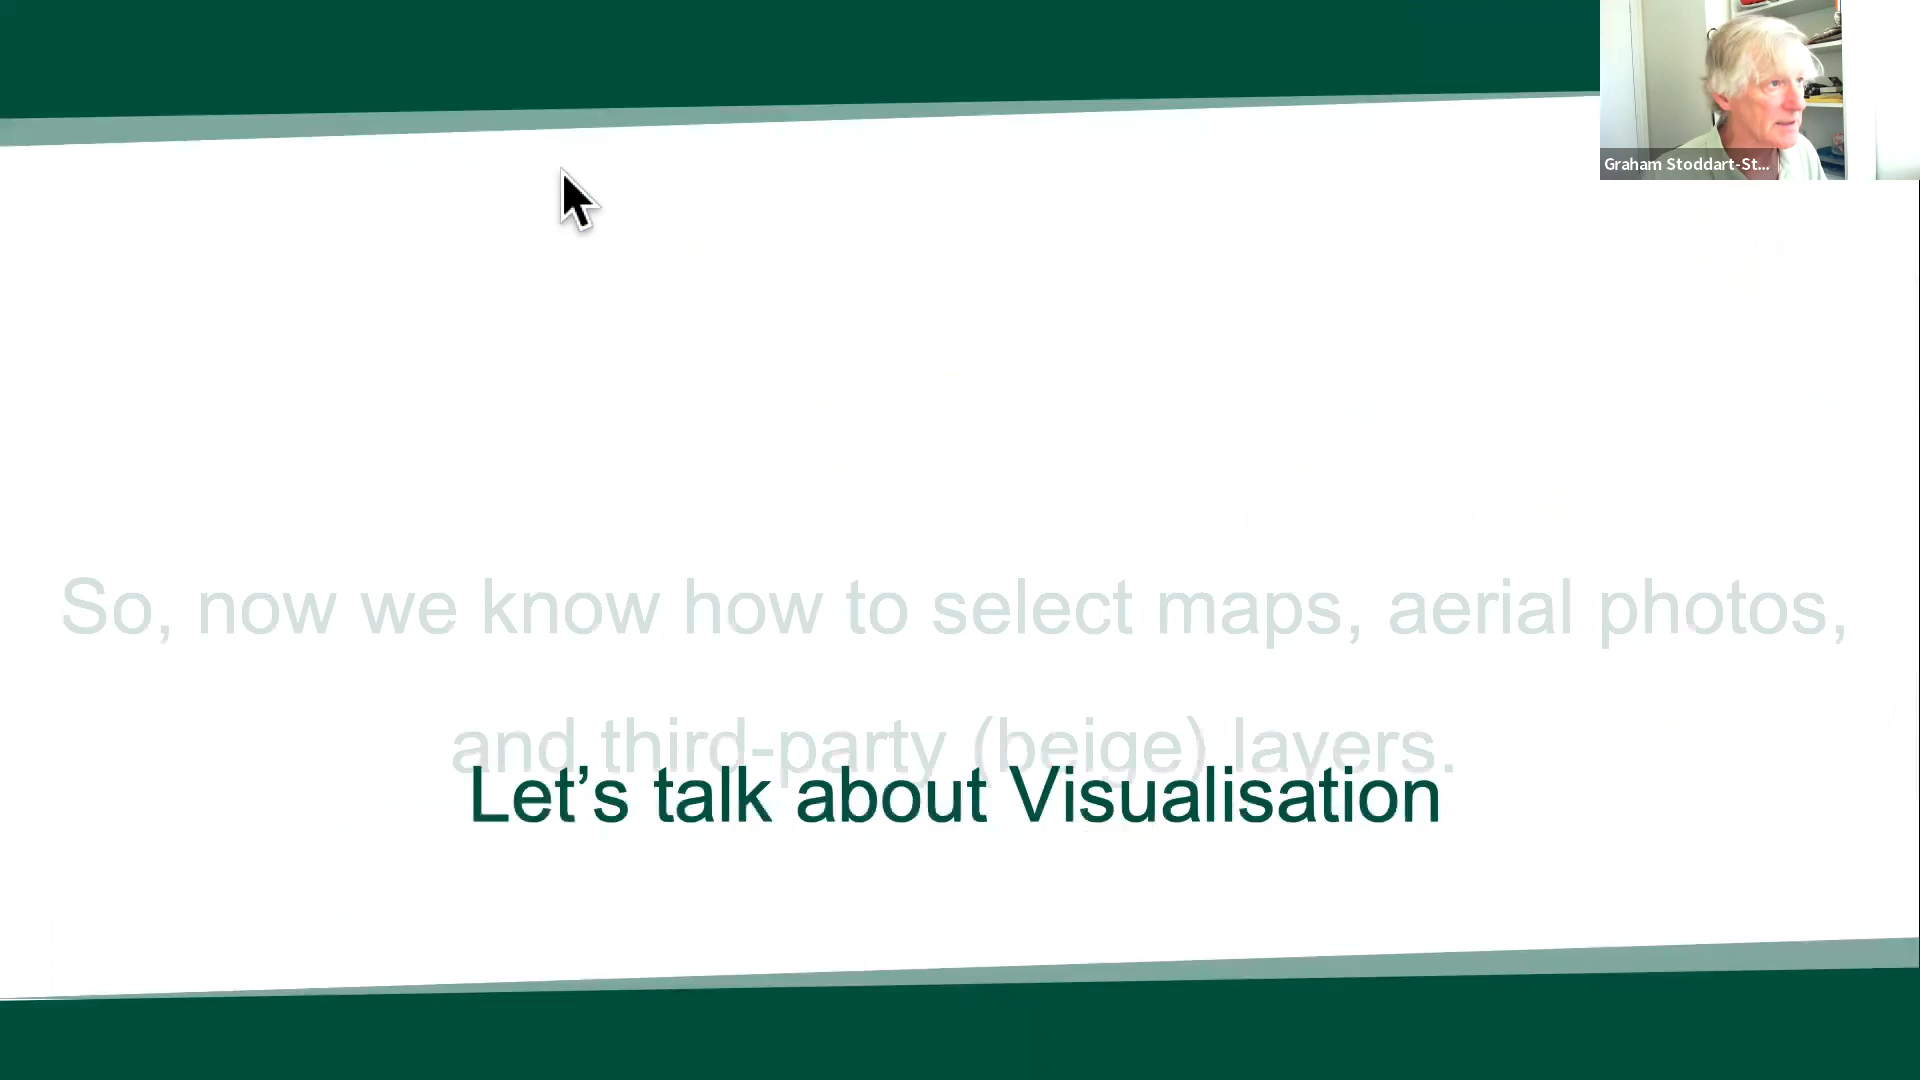 Graham Stoddart-St...
So, now we know how to select maps, aerial photos,
and third-party (beige) layers.
Let’s talk about Visualisation